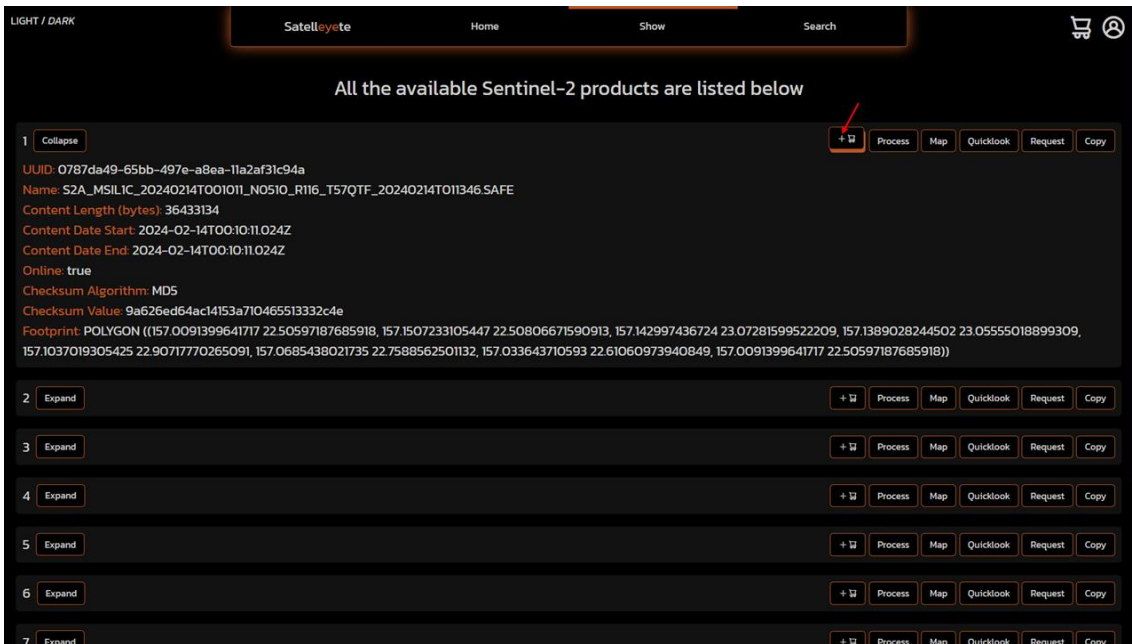 LIGHT / DARK
Satelleyete Home Show Search
All the available Sentinel-2 products are listed below
1 Collapse + Process Map Quicklook Request Copy
UUID: 0787da49-65bb-497e-a8ea-11a2af31c94a
Name: S2A_MSIL1C_20240214T001011_N0510_R116_T57QTF_20240214T011346.SAFE
Content Length (bytes): 36433134
Content Date Start: 2024-02-14T00:10:11.024Z
Content Date End: 2024-02-14T00:10:11.024Z
Online: true
Checksum Algorithm: MD5
Checksum Value: 9a626ed64ac14153a710465513332c4e
Footprint: POLYGON ((157.0091399641717 22.50597187685918, 157.1507233105447 22.50806671590913, 157.142997436724 23.07281599522209, 157.1389028244502 23.05555018899309,
157.1037019305425 22.90717770265091, 157.0685438021735 22.7588562501132, 157.033643710593 22.61060973940849, 157.0091399641717 22.50597187685918))
2 Expand + Process Map Quicklook Request Copy
3 Expand + Process Map Quicklook Request Copy
4 Expand + Process Map Quicklook Request Copy
5 Expand + Process Map Quicklook Request Copy
6 Expand + Process Map Quicklook Request Copy
7 Expand + Process Map Quicklook Request Copy